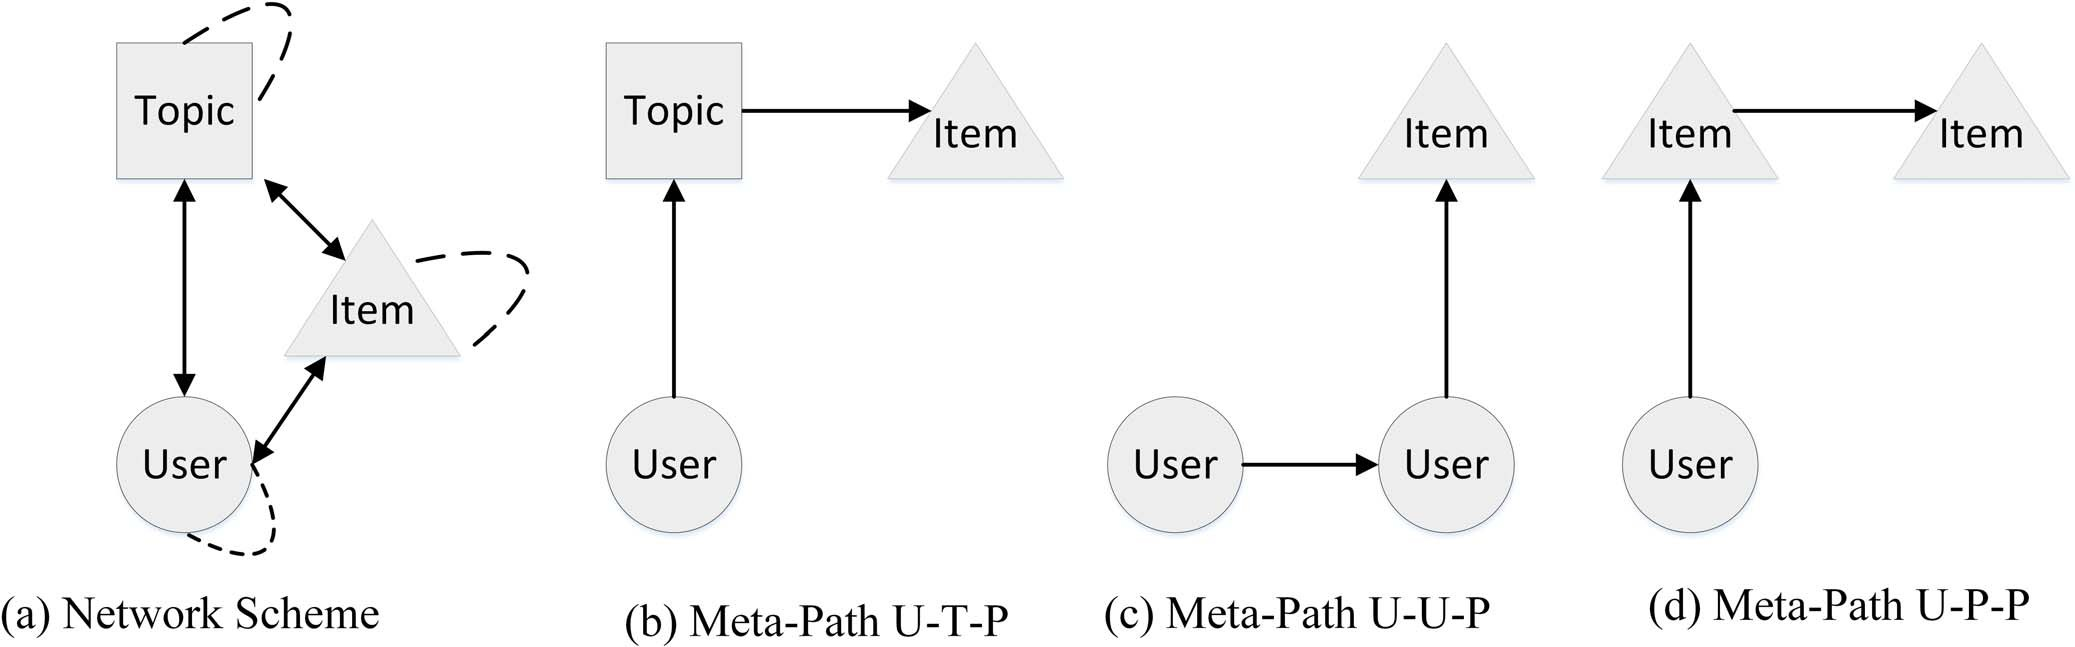 Topic
Item
User
(a) Network Scheme
Topic
Item
User
(b) Meta-Path U-T-P
Item
User
User
(c) Meta-Path U-U-P
Item
Item
User
(d) Meta-Path U-P-P